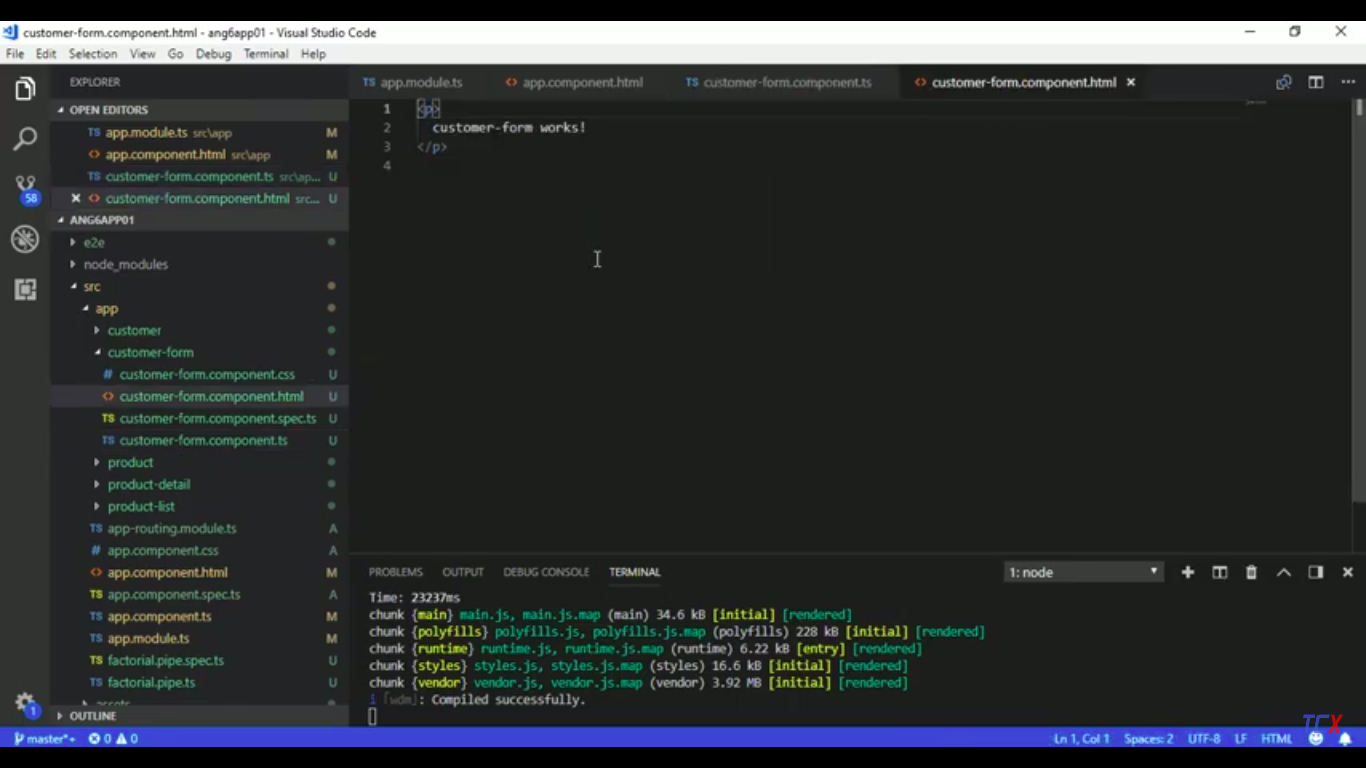 customer-form.component.html - ang6app01 - Visual Studio Code
File Edit Selection View Go Debug Terminal Help
EXPLORER
OPEN EDITORS
TS app.module.ts src\app M
<> app.component.html src\app M
TS customer-form.component.ts src\ap... U
<> customer-form.component.html src... U
ANG6APP01
e2e
node_modules
src
app
customer
customer-form
# customer-form.component.css U
<> customer-form.component.html U
TS customer-form.component.spec.ts U
TS customer-form.component.ts U
product
product-detail
product-list
TS app-routing.module.ts A
# app.component.css A
<> app.component.html M
TS app.component.spec.ts A
TS app.component.ts M
TS app.module.ts M
TS factorial.pipe.spec.ts U
TS factorial.pipe.ts U
assets
OUTLINE
58
1
TS app.module.ts <> app.component.html TS customer-form.component.ts <> customer-form.component.html
1 <p>
2 customer-form works!
3 </p>
4
PROBLEMS OUTPUT DEBUG CONSOLE TERMINAL 1: node
Time: 23237ms
chunk {main} main.js, main.js.map (main) 34.6 kB [initial] [rendered]
chunk {polyfills} polyfills.js, polyfills.js.map (polyfills) 228 kB [initial] [rendered]
chunk {runtime} runtime.js, runtime.js.map (runtime) 6.22 kB [entry] [rendered]
chunk {styles} styles.js, styles.js.map (styles) 16.6 kB [initial] [rendered]
chunk {vendor} vendor.js, vendor.js.map (vendor) 3.92 MB [initial] [rendered]
i ｢wdm｣: Compiled successfully.
TCX
master*+ 0 0 Ln 1, Col 1 Spaces: 2 UTF-8 LF HTML